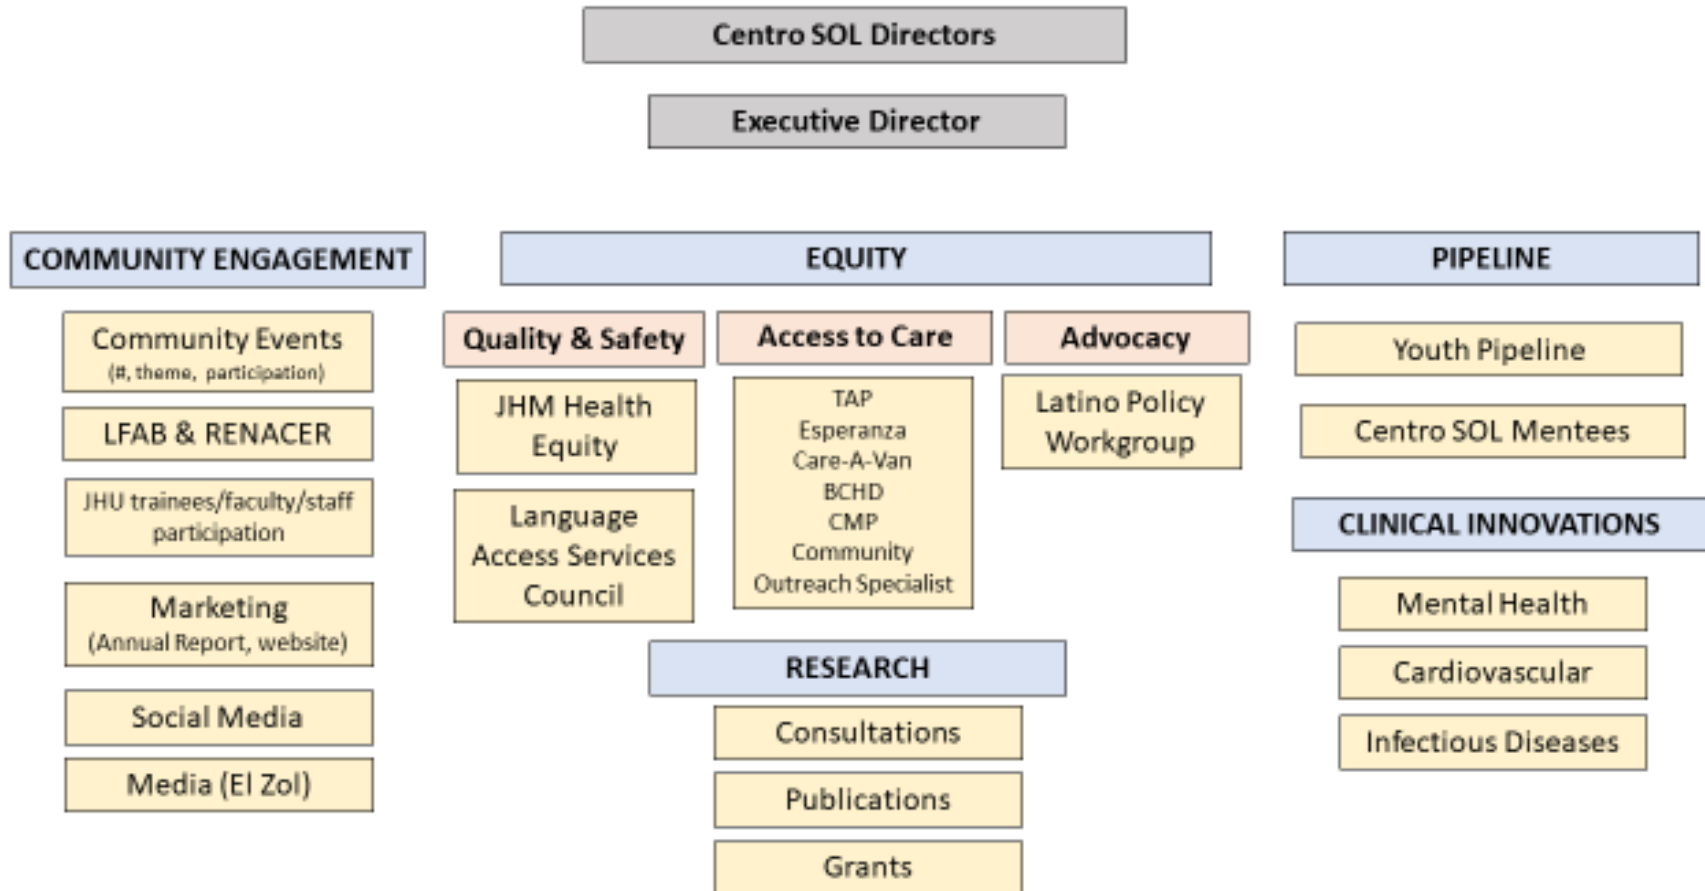 Centro SOL Directors
Executive Director
COMMUNITY ENGAGEMENT
Community Events
(#, theme, participation)
LFAB & RENACER
JHU trainees/faculty/staff
participation
Marketing
(Annual Report, website)
Social Media
Media (El Zol)
EQUITY
Quality & Safety
JHM Health
Equity
Language
Access Services
Council
Access to Care
TAP
Esperanza
Care-A-Van
BCHD
CMP
Community
Outreach Specialist
Advocacy
Latino Policy
Workgroup
RESEARCH
Consultations
Publications
Grants
PIPELINE
Youth Pipeline
Centro SOL Mentees
CLINICAL INNOVATIONS
Mental Health
Cardiovascular
Infectious Diseases